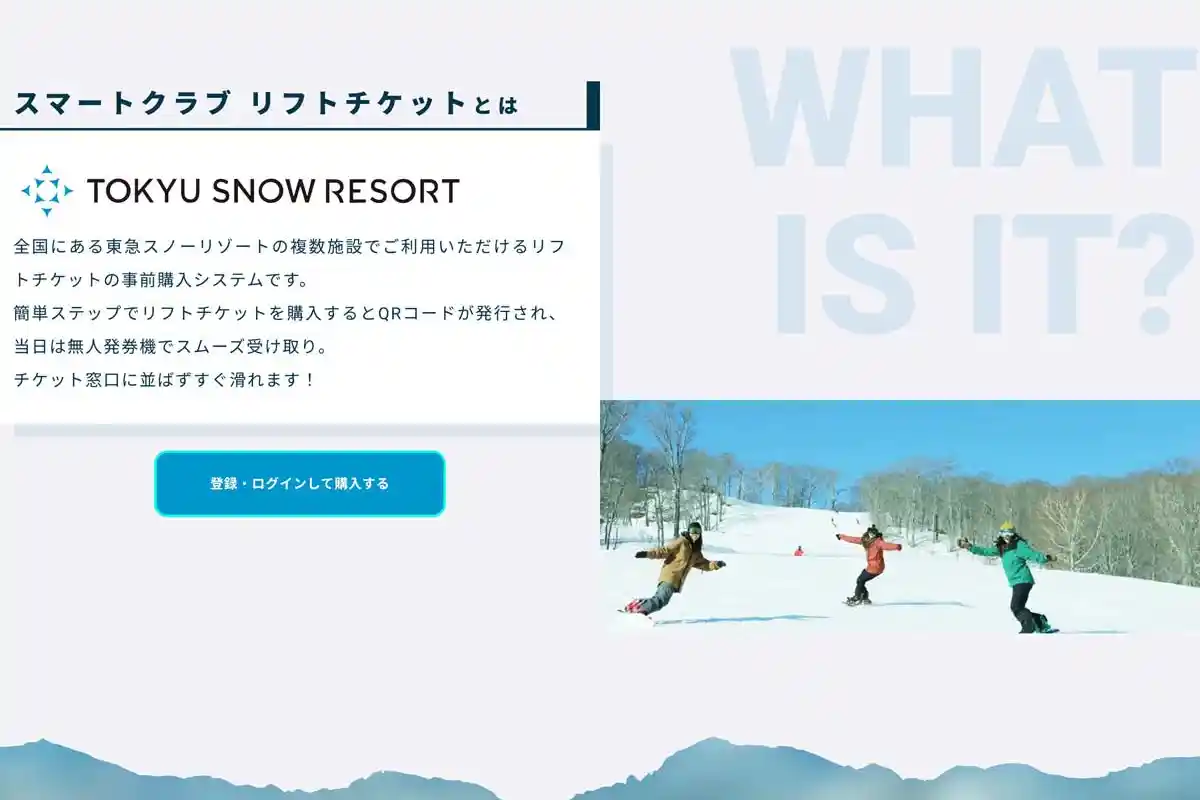 スマートクラブ リフトチケットとは
WHAT
IS IT?
TOKYU SNOW RESORT
全国にある東急スノーリゾートの複数施設でご利用いただけるリフ
トチケットの事前購入システムです。
簡単ステップでリフトチケットを購入するとQRコードが発行され、
当日は無人発券機でスムーズ受け取り。
チケット窓口に並ばずすぐ滑れます！
登録・ログインして購入する